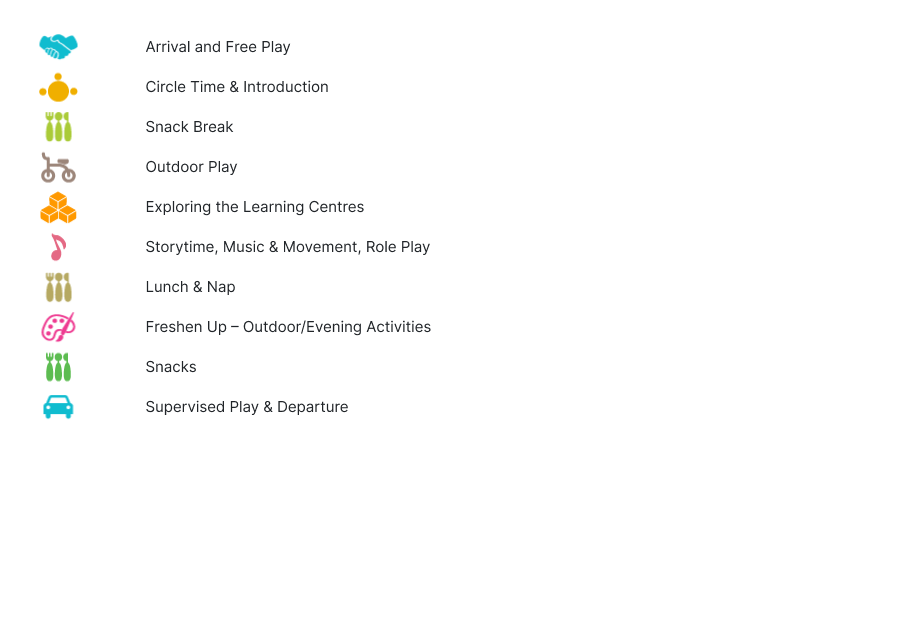 Arrival and Free Play
Circle Time & Introduction
Snack Break
Outdoor Play
Exploring the Learning Centres
Storytime, Music & Movement, Role Play
Lunch & Nap
Freshen Up – Outdoor/Evening Activities
Snacks
Supervised Play & Departure